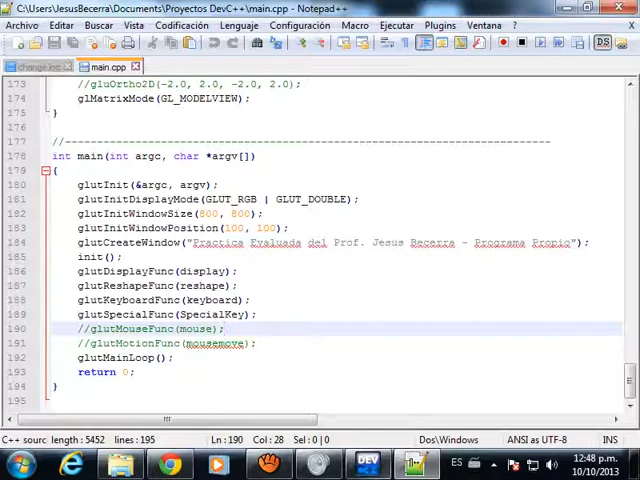 C:\Users\JesusBecerra\Documents\Proyectos DevC++\main.cpp - Notepad++
Archivo Editar Buscar Vista Codificación Lenguaje Configuración Macro Ejecutar Plugins Ventana ? X
change.log main.cpp
173 //gluOrtho2D(-2.0, 2.0, -2.0, 2.0);
174 glMatrixMode(GL_MODELVIEW);
175 }
176
177 //------------------------------------------------------------------------
178 int main(int argc, char *argv[])
179 {
180 glutInit(&argc, argv);
181 glutInitDisplayMode(GLUT_RGB | GLUT_DOUBLE);
182 glutInitWindowSize(800, 800);
183 glutInitWindowPosition(100, 100);
184 glutCreateWindow("Practica Evaluada del Prof. Jesus Becerra - Programa Propio");
185 init();
186 glutDisplayFunc(display);
187 glutReshapeFunc(reshape);
188 glutKeyboardFunc(keyboard);
189 glutSpecialFunc(SpecialKey);
190 //glutMouseFunc(mouse);
191 //glutMotionFunc(mousemove);
192 glutMainLoop();
193 return 0;
194 }
195
C++ sourc length : 5452 lines : 195 Ln : 190 Col : 28 Sel : 0 | 0 Dos\Windows ANSI as UTF-8 INS
DEV
ES
12:48 p.m.
10/10/2013